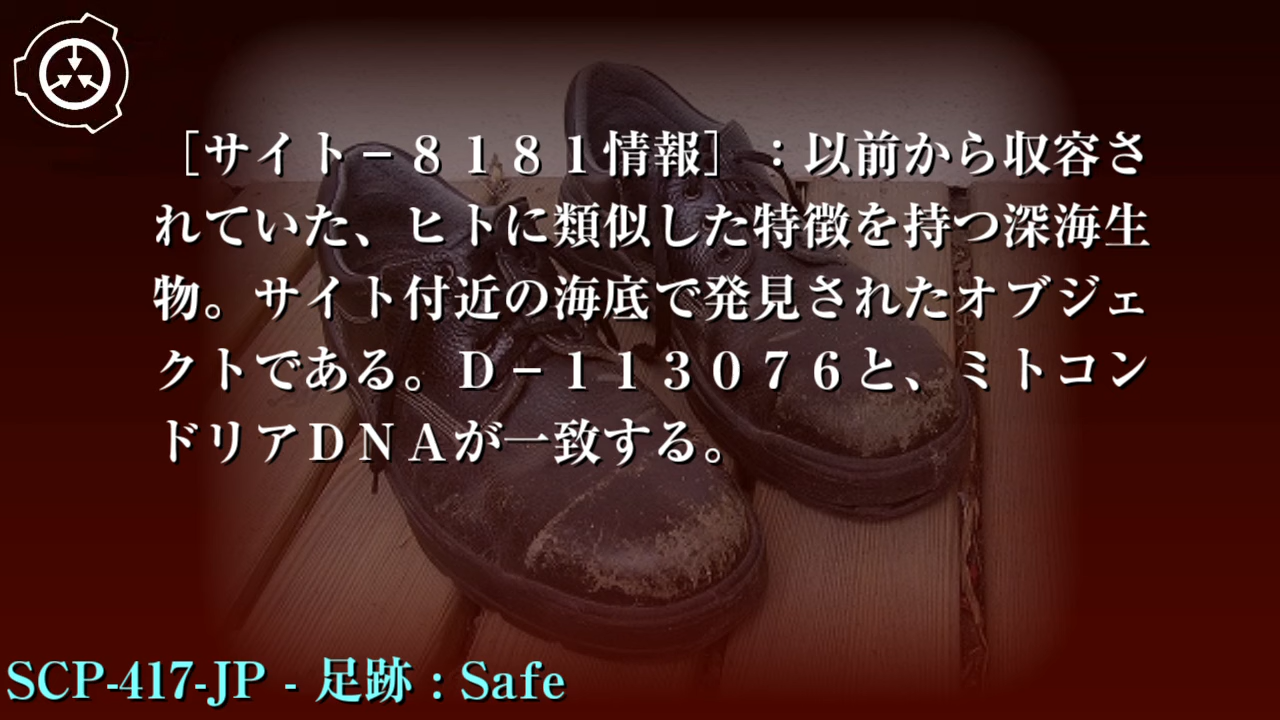 ［サイト－８１８１情報］：以前から収容さ
れていた、ヒトに類似した特徴を持つ深海生
物。サイト付近の海底で発見されたオブジェ
クトである。Ｄ－１１３０７６と、ミトコン
ドリアＤＮＡが一致する。
SCP-417-JP - 足跡：Safe